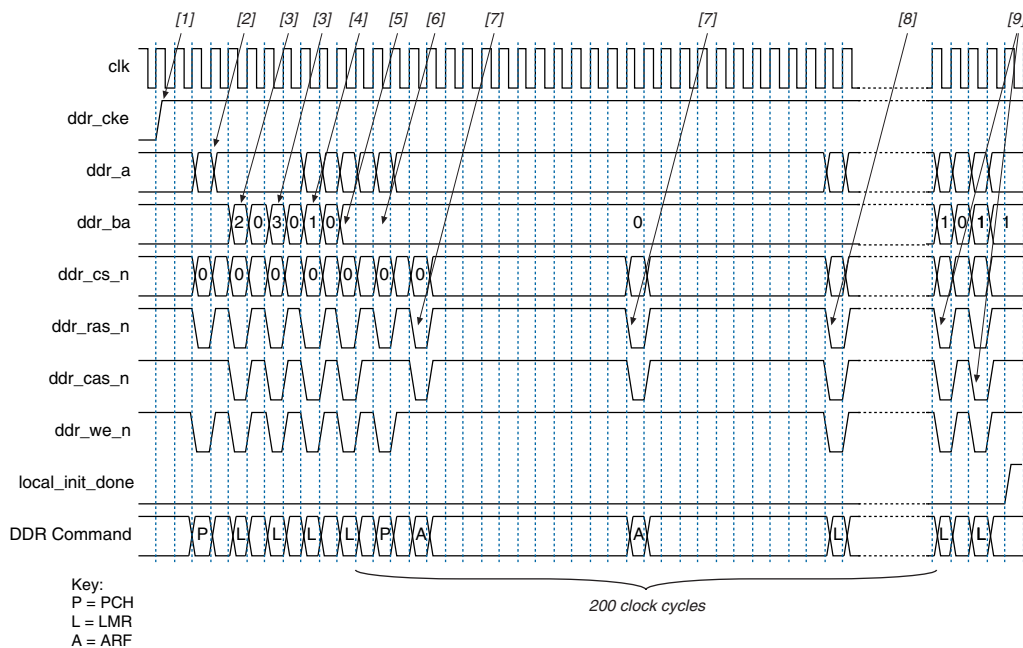 [1] [2] [3] [3] [4] [5] [6] [7] [7] [8] [9]
clk
ddr_cke
ddr_a
ddr_ba 2 0 3 0 1 0 0 1 0 1 1
ddr_cs_n 0 0 0 0 0 0 0
ddr_ras_n
ddr_cas_n
ddr_we_n
local_init_done
DDR Command P L L L L P A A L L L
200 clock cycles
Key:
P = PCH
L = LMR
A = ARF